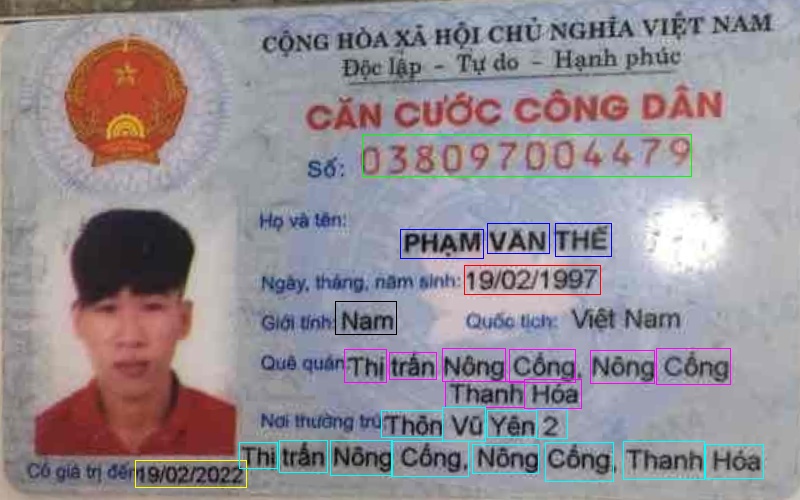 CỘNG HÒA XÃ HỘI CHỦ NGHĨA VIỆT NAM
Độc lập - Tự do - Hạnh phúc
CĂN CƯỚC CÔNG DÂN
Số: 038097004479
Họ và tên:
PHẠM VĂN THẾ
Ngày, tháng, năm sinh: 19/02/1997
Giới tính: Nam Quốc tịch: Việt Nam
Quê quán: Thị trấn Nông Cống, Nông Cống
Thanh Hóa
Nơi thường trú: Thôn Vũ Yên 2
Thị trấn Nông Cống, Nông Cống, Thanh Hóa
Có giá trị đến 19/02/2022